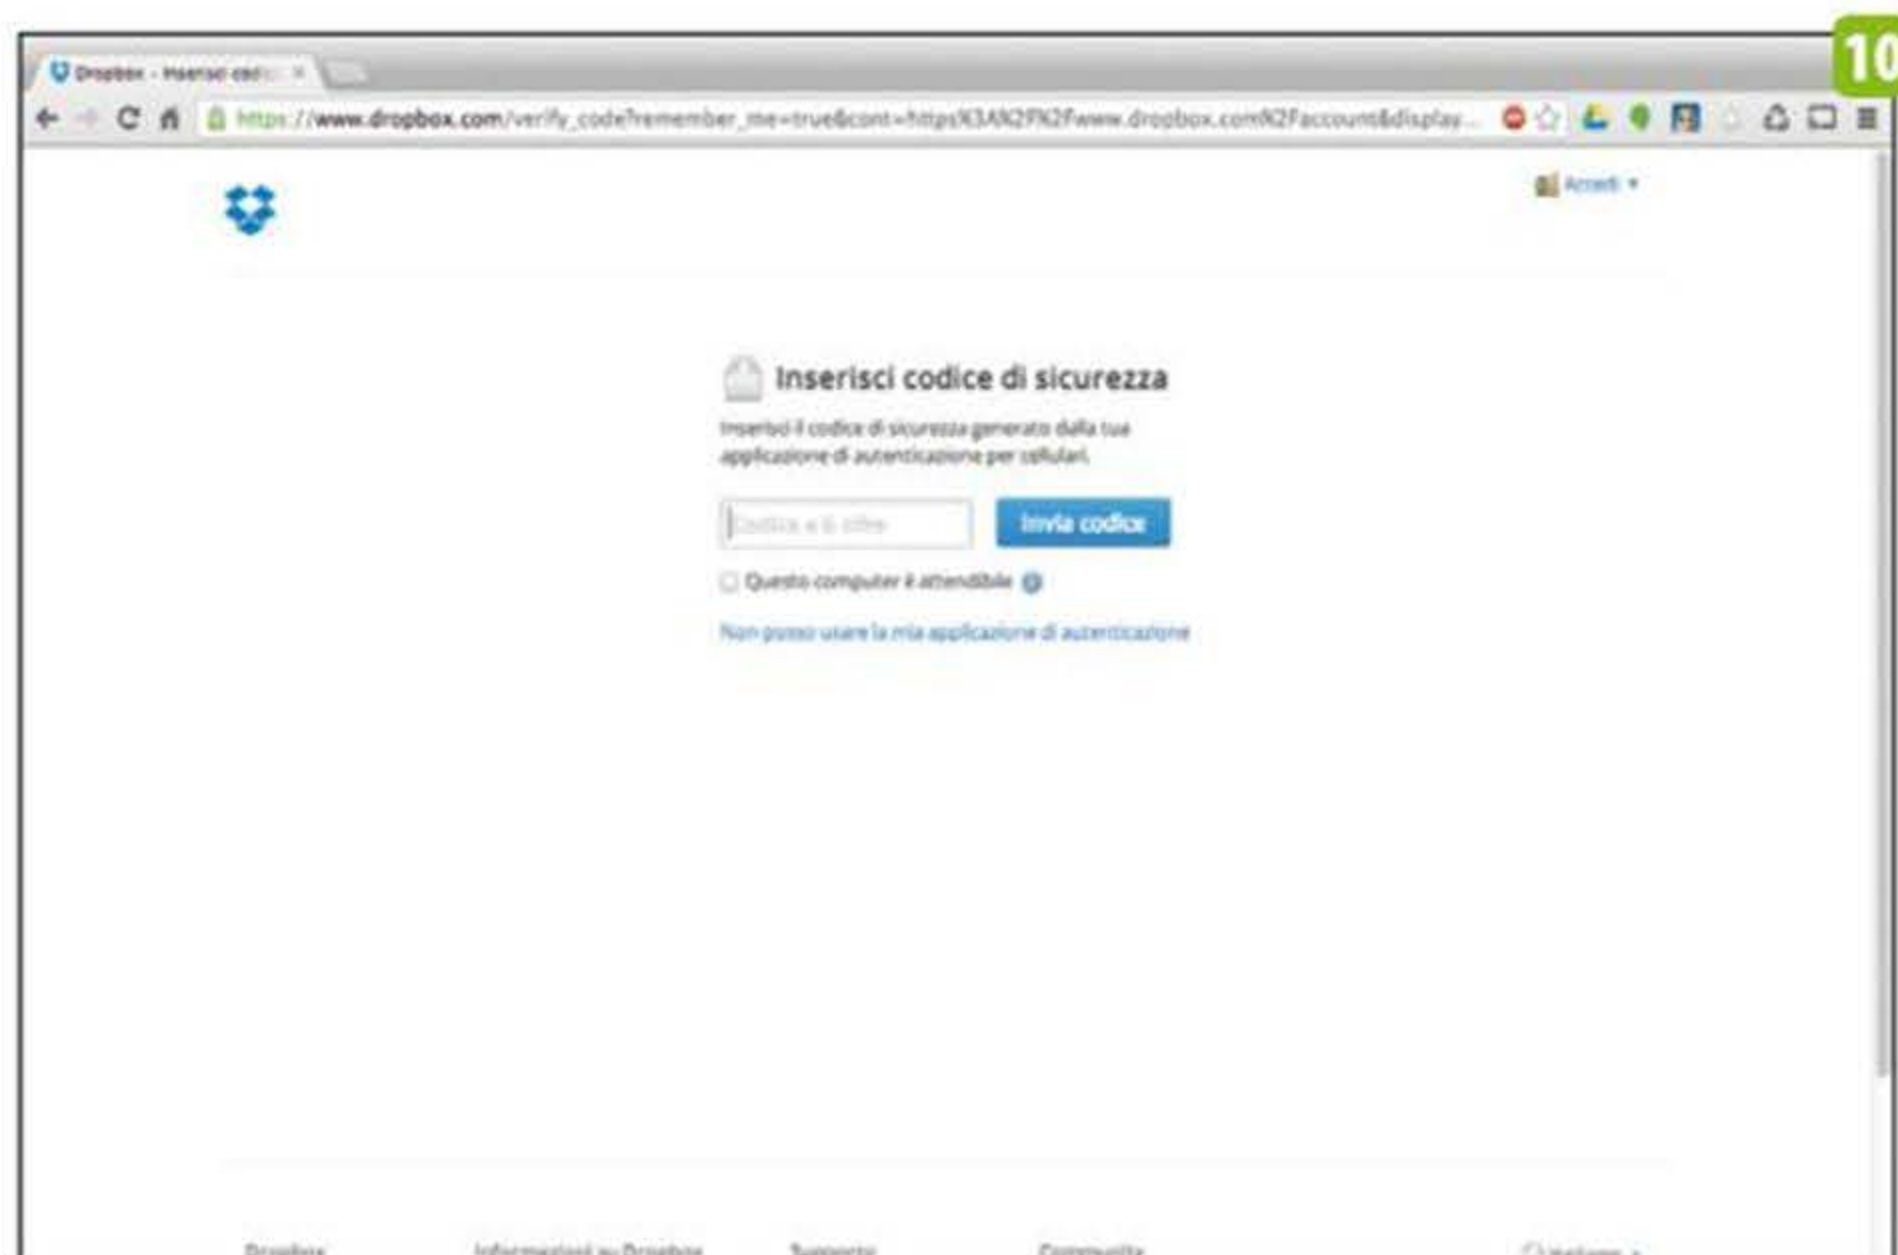 10
Dropbox - Inserisci codi
https://www.dropbox.com/verify_code?remember_me=true&cont=https%3A%2F%2Fwww.dropbox.com%2Faccount&display...
Accedi
Inserisci codice di sicurezza
Inserisci il codice di sicurezza generato dalla tua
applicazione di autenticazione per cellulari.
Codice a 6 cifre
Invia codice
Questo computer è attendibile
Non posso usare la mia applicazione di autenticazione
Dropbox
Informazioni su Dropbox
Supporto
Community
Italiano